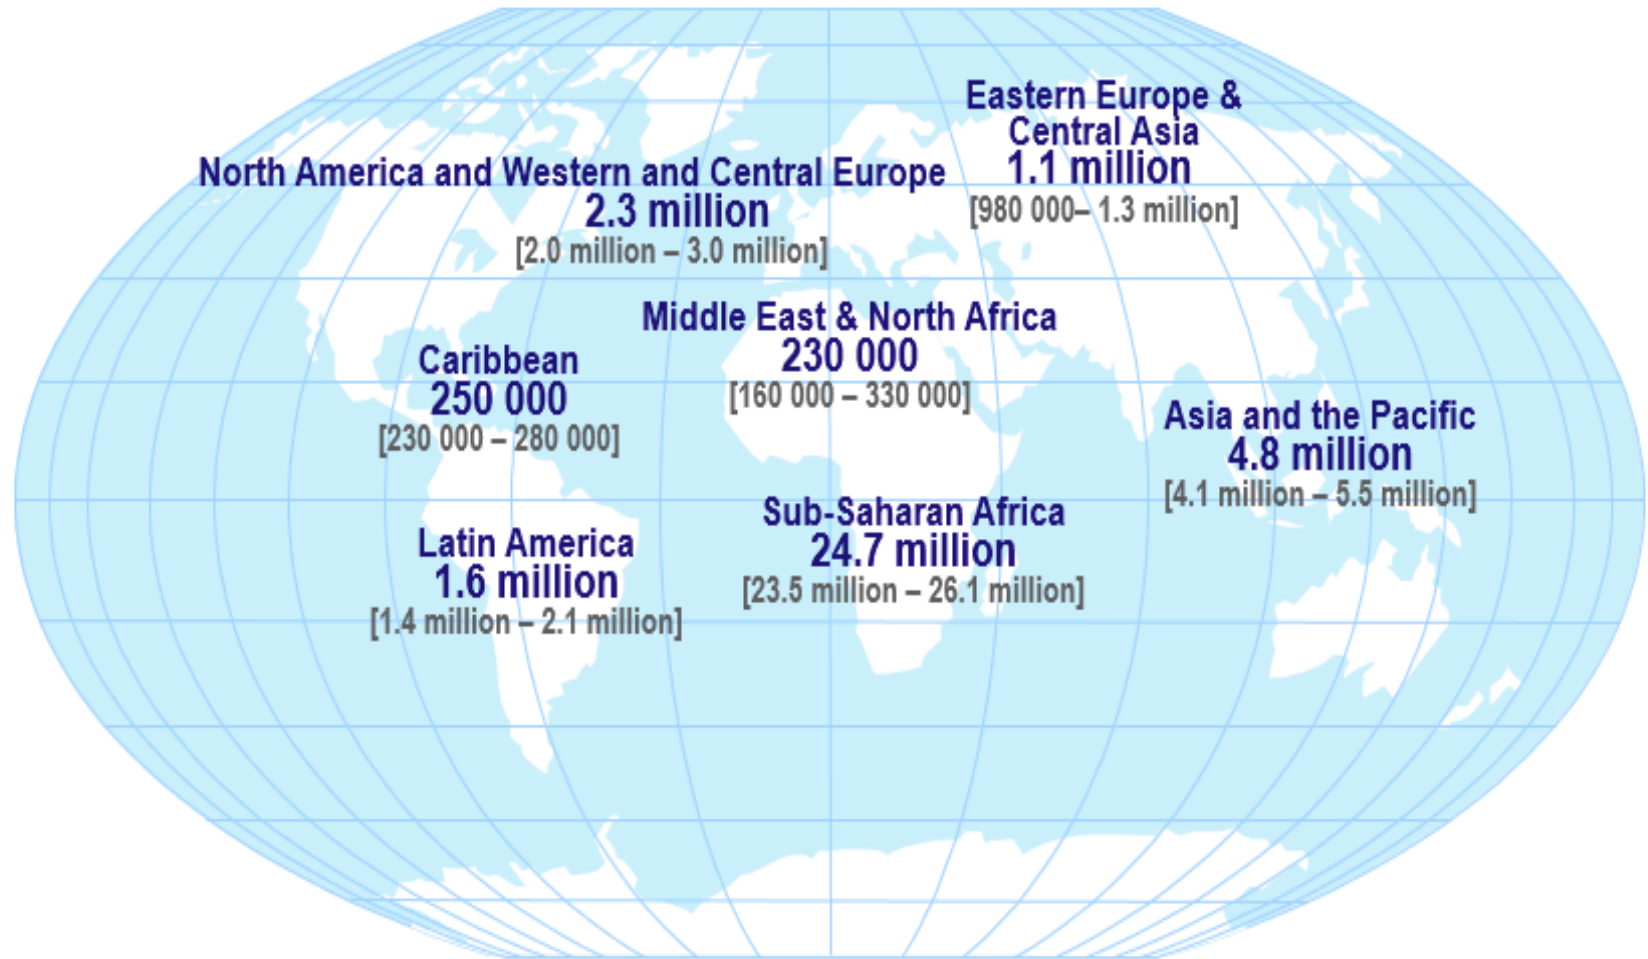 Eastern Europe &
Central Asia
1.1 million
[980 000– 1.3 million]
North America and Western and Central Europe
2.3 million
[2.0 million – 3.0 million]
Middle East & North Africa
230 000
[160 000 – 330 000]
Caribbean
250 000
[230 000 – 280 000]
Asia and the Pacific
4.8 million
[4.1 million – 5.5 million]
Sub-Saharan Africa
24.7 million
[23.5 million – 26.1 million]
Latin America
1.6 million
[1.4 million – 2.1 million]